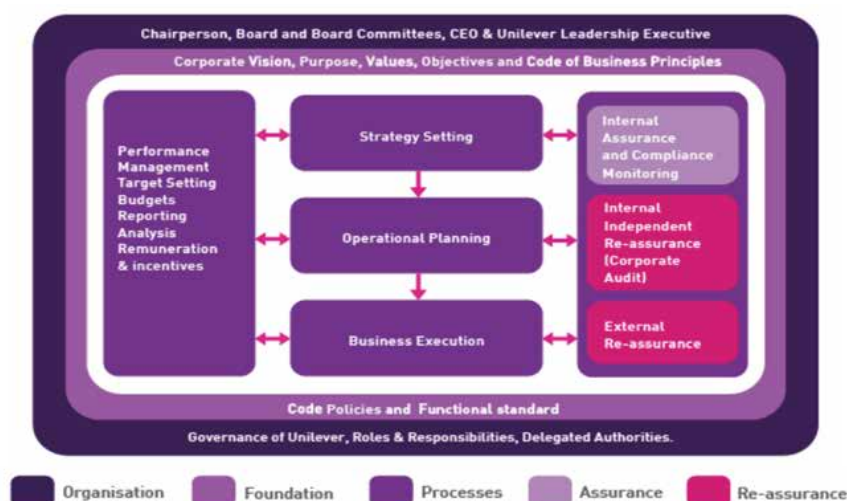 Chairperson, Board and Board Committees, CEO & Unilever Leadership Executive
Corporate Vision, Purpose, Values, Objectives and Code of Business Principles
Performance
Management
Target Setting
Budgets
Reporting
Analysis
Remuneration
& incentives
Strategy Setting
Operational Planning
Business Execution
Internal
Assurance
and Compliance
Monitoring
Internal
Independent
Re-assurance
(Corporate
Audit)
External
Re-assurance
Code Policies and Functional standard
Governance of Unilever, Roles & Responsibilities, Delegated Authorities.
Organisation
Foundation
Processes
Assurance
Re-assurance